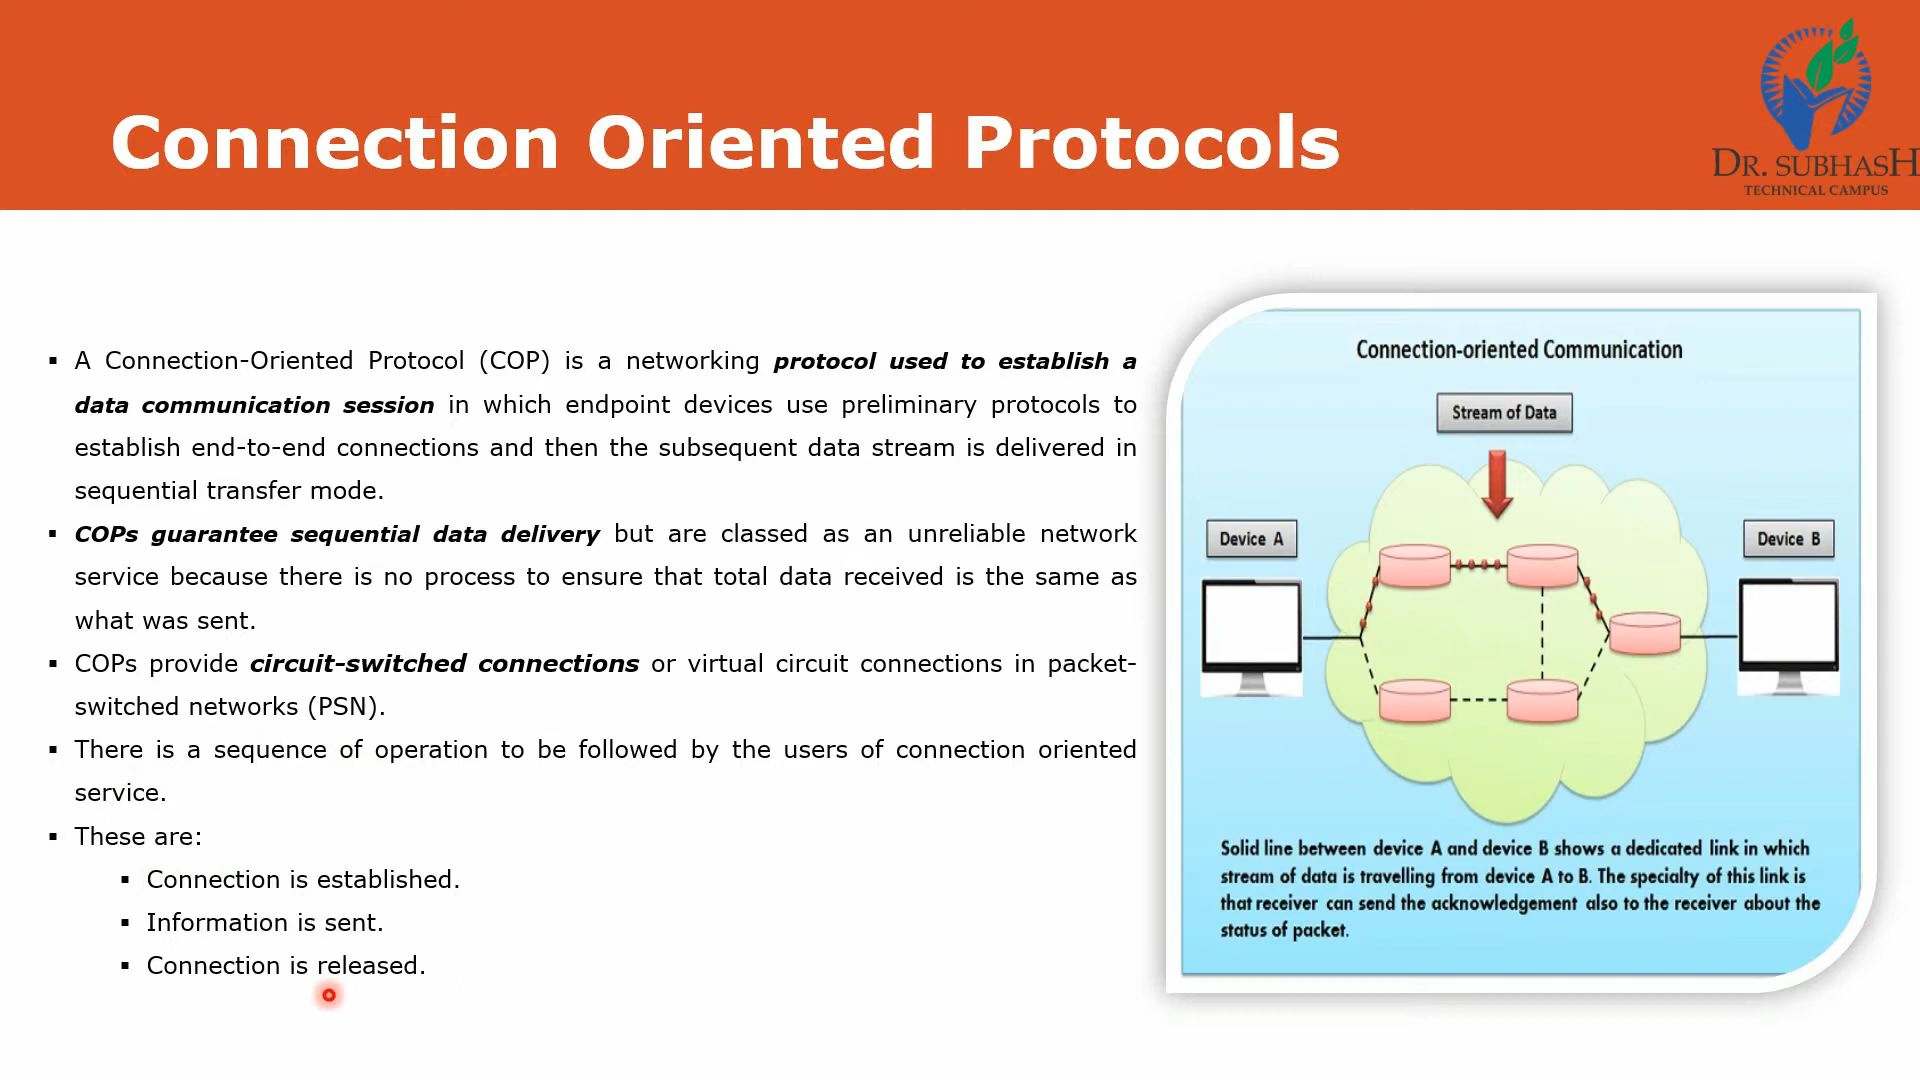 Connection Oriented Protocols
DR. SUBHASH
TECHNICAL CAMPUS
▪ A Connection-Oriented Protocol (COP) is a networking protocol used to establish a
data communication session in which endpoint devices use preliminary protocols to
establish end-to-end connections and then the subsequent data stream is delivered in
sequential transfer mode.
▪ COPs guarantee sequential data delivery but are classed as an unreliable network
service because there is no process to ensure that total data received is the same as
what was sent.
▪ COPs provide circuit-switched connections or virtual circuit connections in packet-
switched networks (PSN).
▪ There is a sequence of operation to be followed by the users of connection oriented
service.
▪ These are:
▪ Connection is established.
▪ Information is sent.
▪ Connection is released.
Connection-oriented Communication
Stream of Data
Device A
Device B
Solid line between device A and device B shows a dedicated link in which
stream of data is travelling from device A to B. The specialty of this link is
that receiver can send the acknowledgement also to the receiver about the
status of packet.